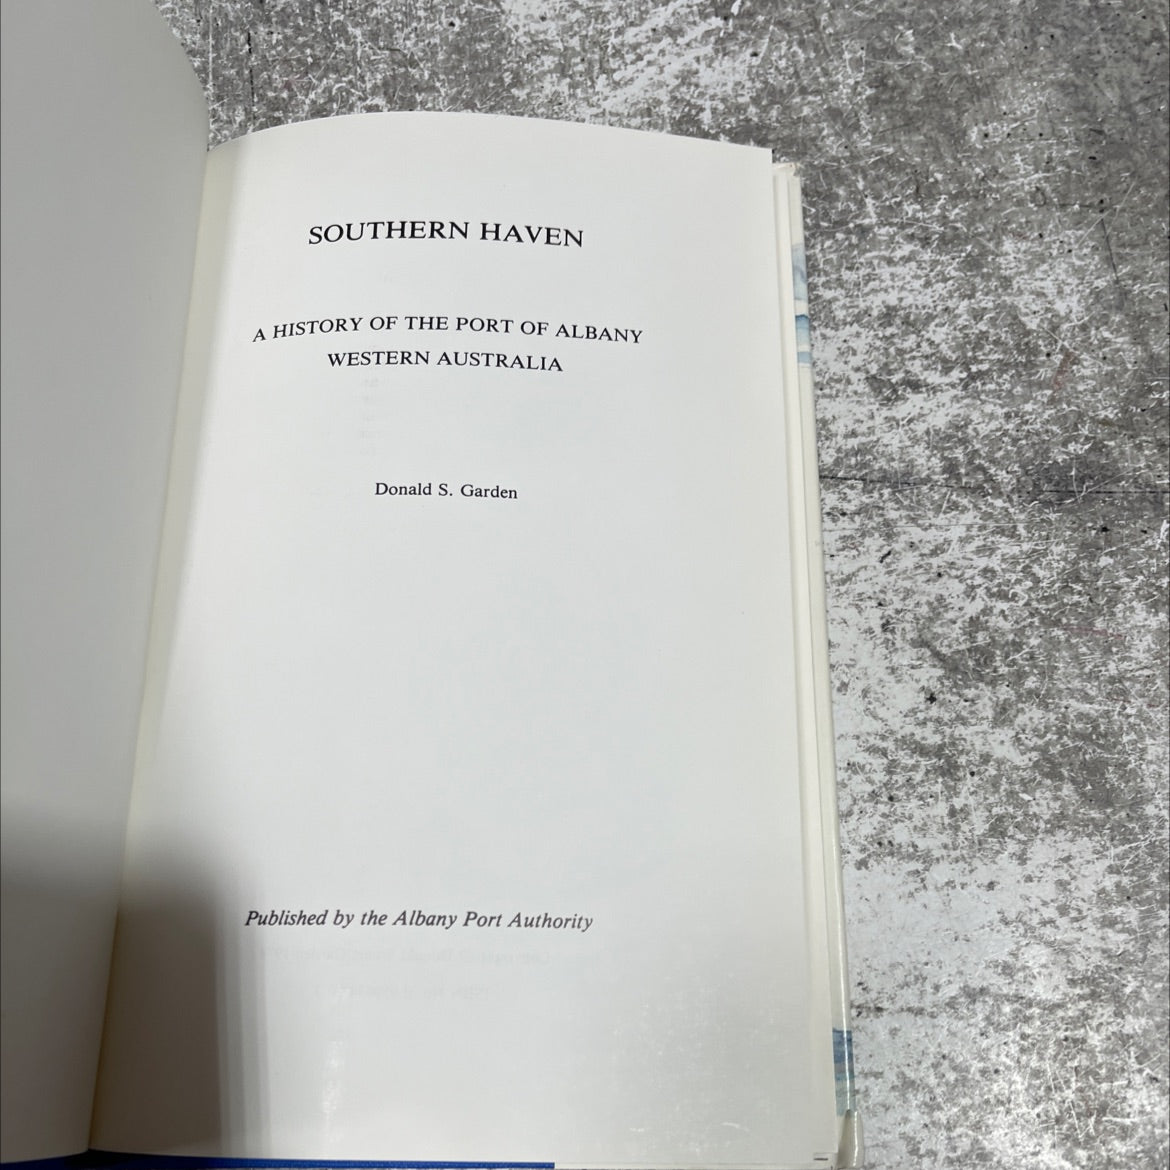 SOUTHERN HAVEN
A HISTORY OF THE PORT OF ALBANY
WESTERN AUSTRALIA
Donald S. Garden
Published by the Albany Port Authority